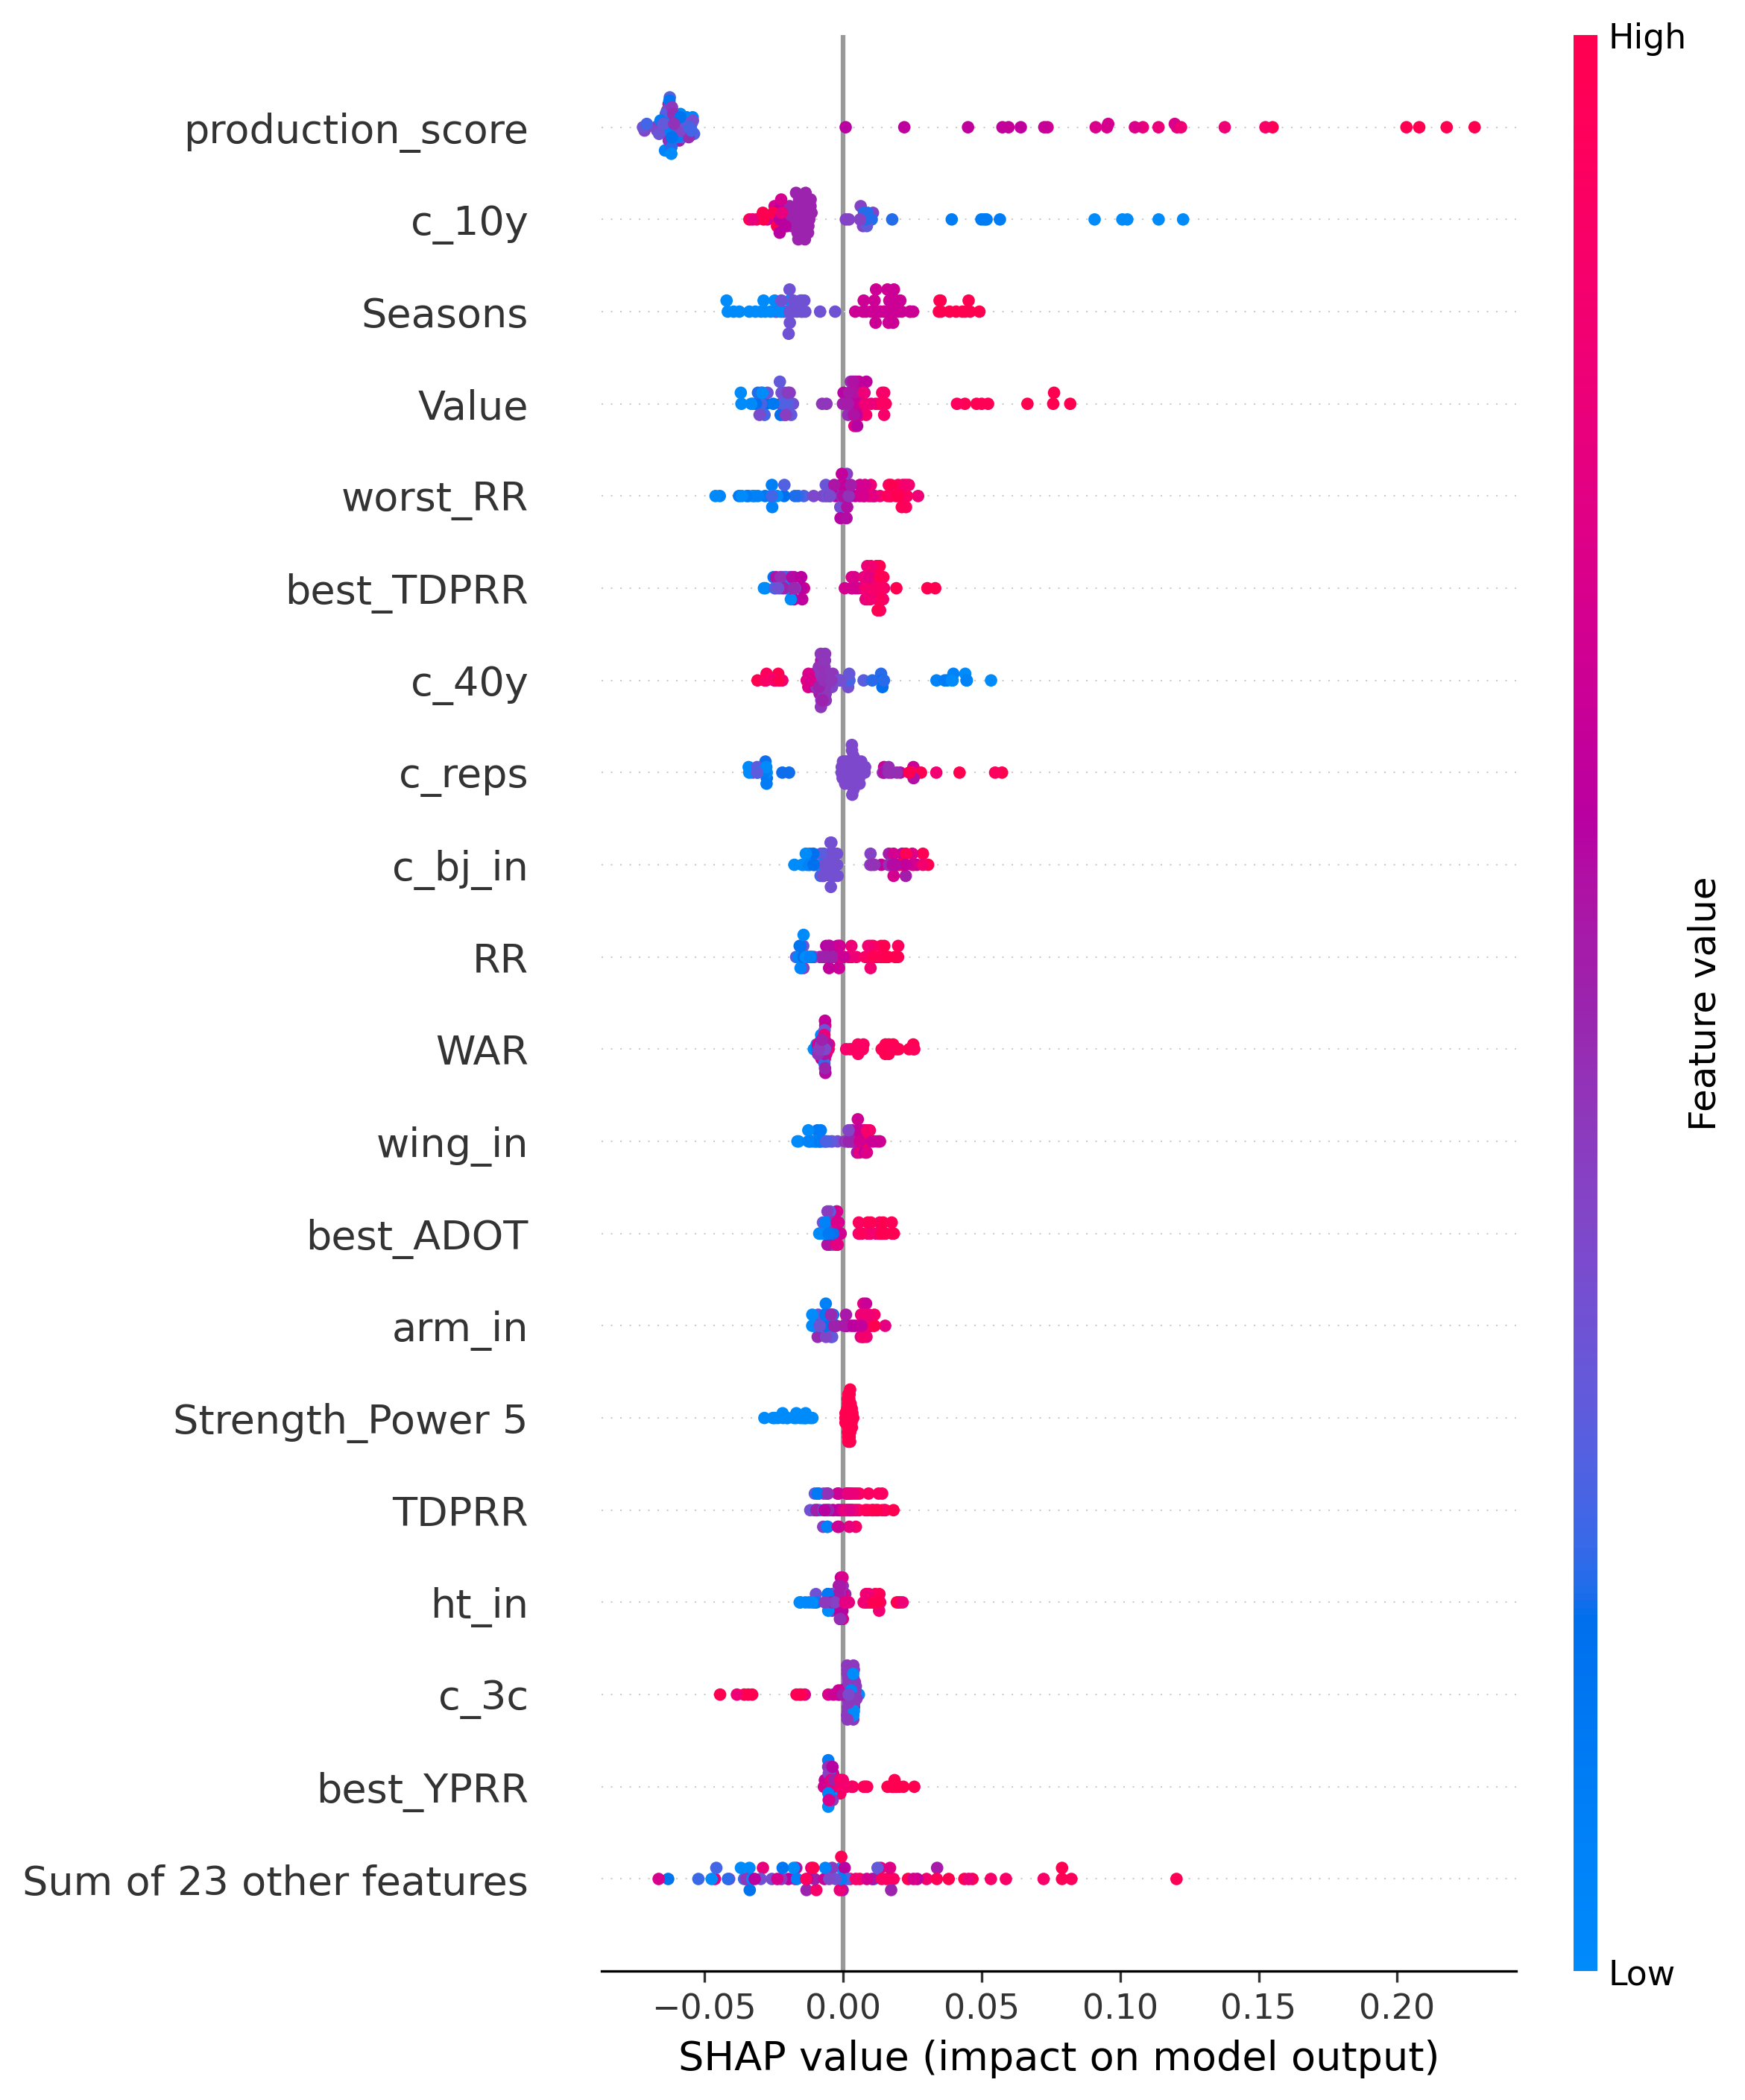 High
production_score
c_10y
Seasons
Value
worst_RR
best_TDPRR
c_40y
c_reps
c_bj_in
RR
WAR
wing_in
best_ADOT
arm_in
Strength_Power 5
TDPRR
ht_in
c_3c
best_YPRR
Sum of 23 other features
Feature value
Low
−0.05 0.00 0.05 0.10 0.15 0.20
SHAP value (impact on model output)